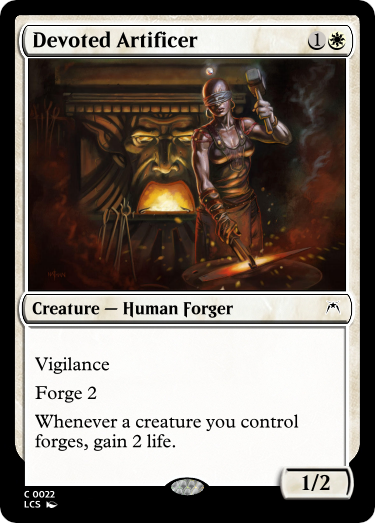 Devoted Artificer 1
Creature — Human Forger
Vigilance
Forge 2
Whenever a creature you control
forges, gain 2 life.
1/2
C 0022
LCS